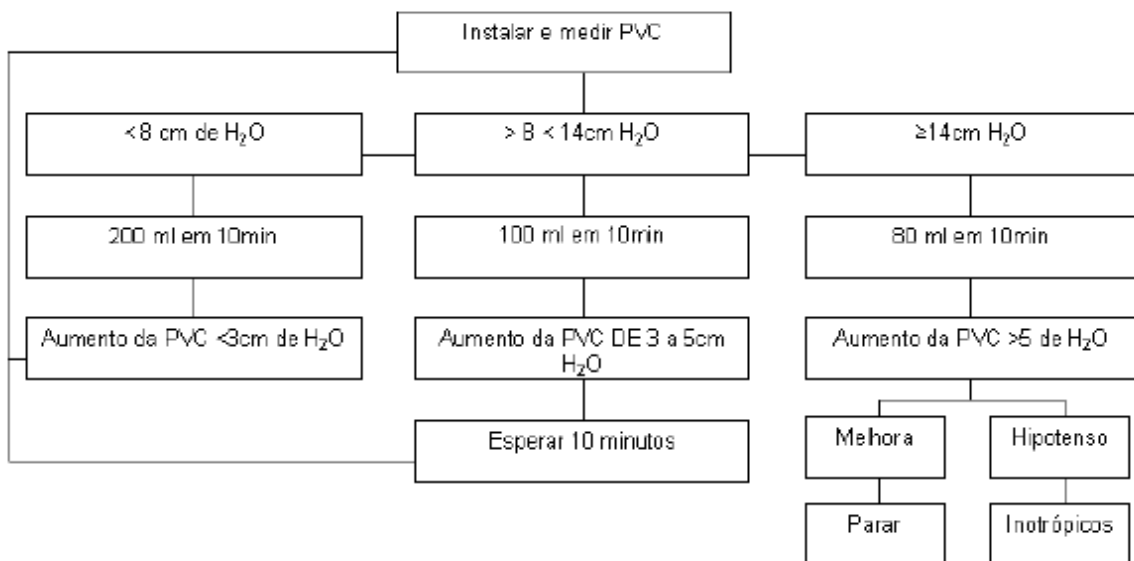 Instalar e medir PVC
<8 cm de H₂O
> 8 < 14cm H₂O
≥14cm H₂O
200 ml em 10min
100 ml em 10min
80 ml em 10min
Aumento da PVC <3cm de H₂O
Aumento da PVC DE 3 a 5cm
H₂O
Aumento da PVC >5 de H₂O
Esperar 10 minutos
Melhora
Hipotenso
Parar
Inotrópicos